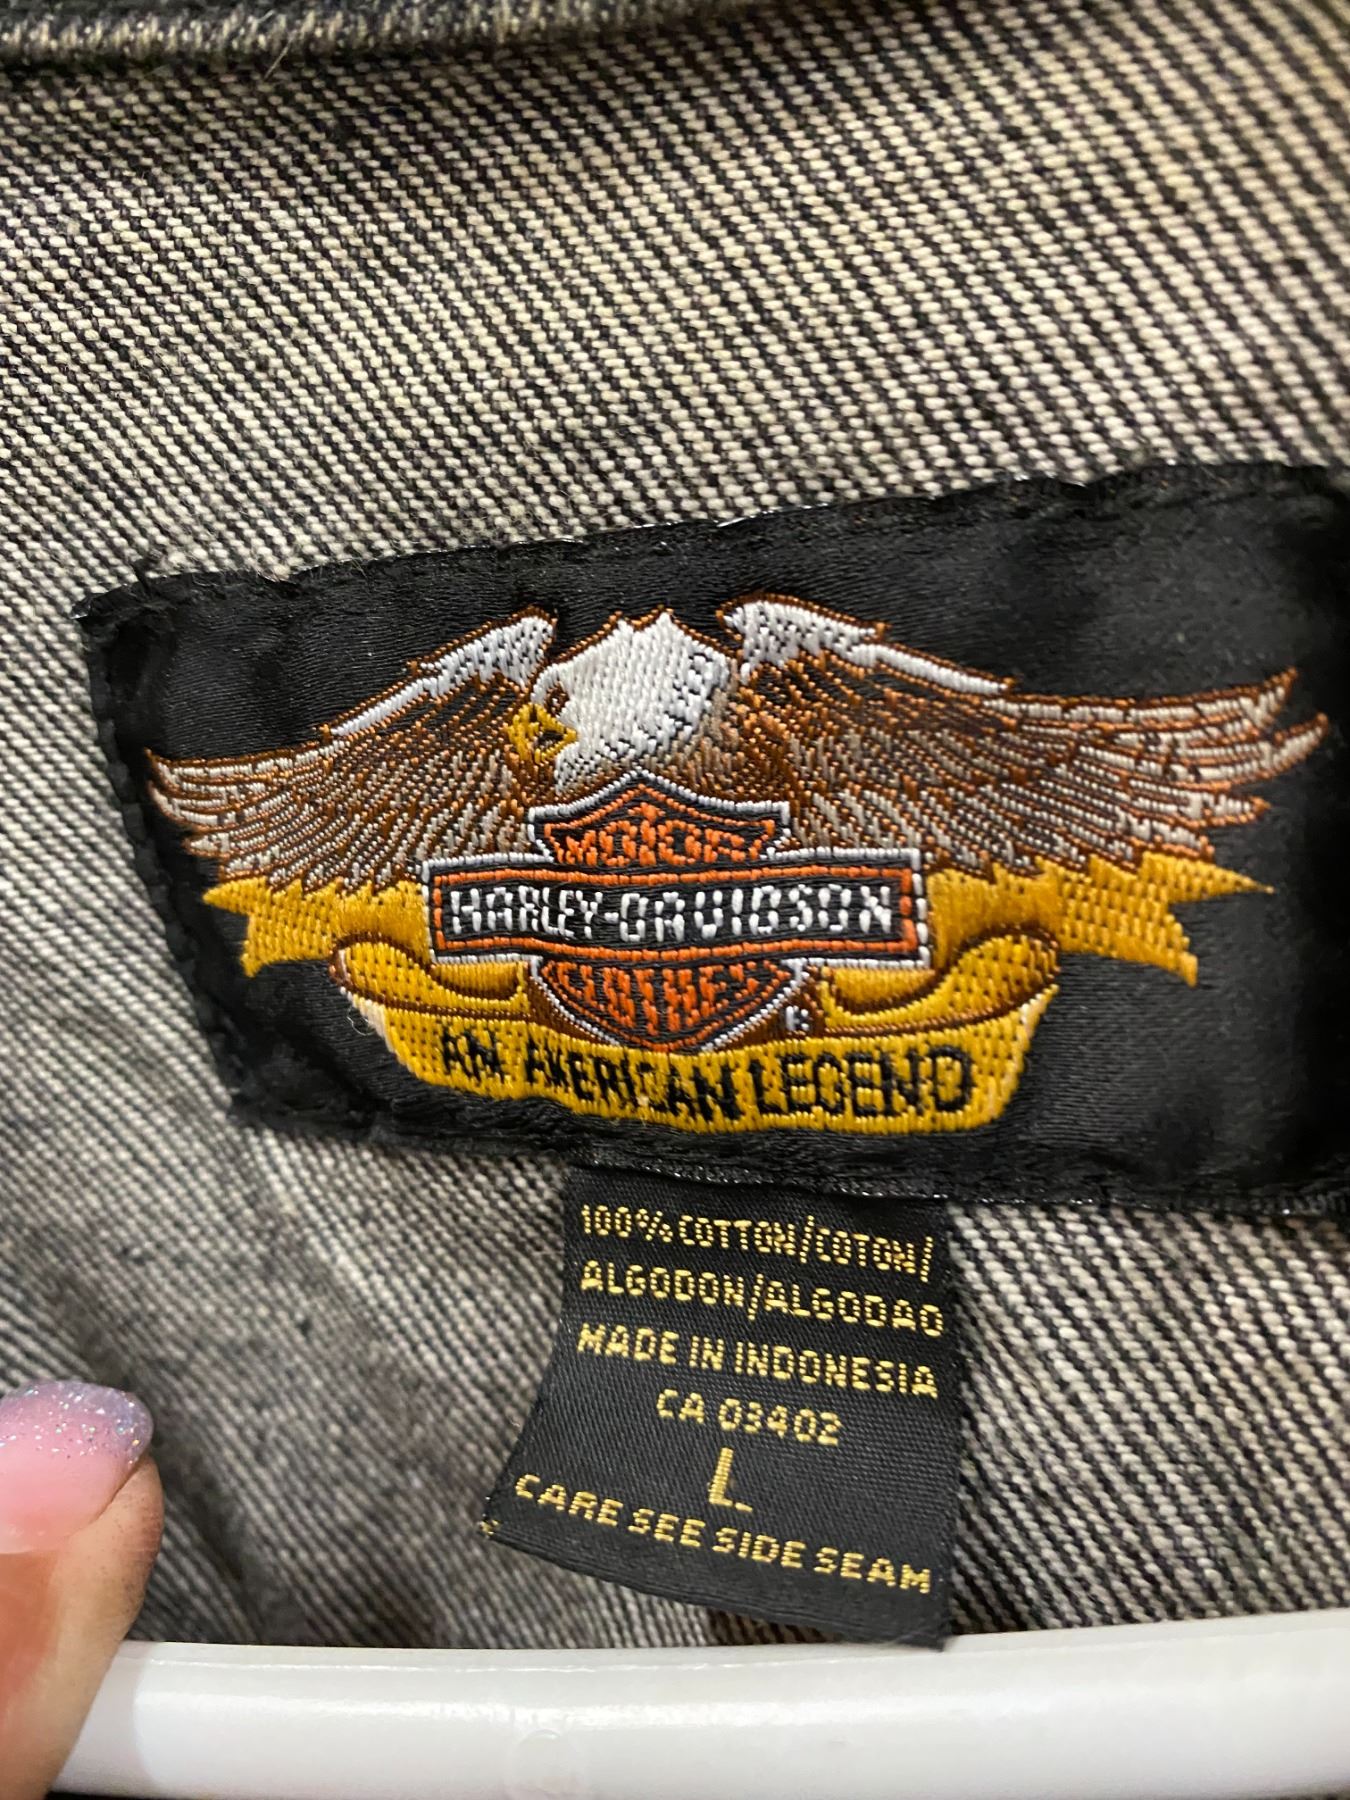 MOTOR
HARLEY-DAVIDSON
CLOTHES
®
AN AMERICAN LEGEND
100% COTTON/COTON/
ALGODON/ALGODAO
MADE IN INDONESIA
CA 03402
L
CARE SEE SIDE SEAM